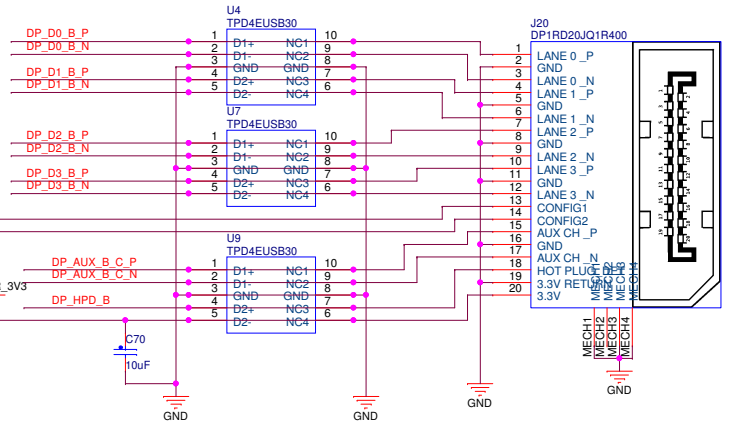 U4
TPD4EUSB30
DP_D0_B_P 1 D1+ NC1 10
DP_D0_B_N 2 D1- NC2 9
3 GND GND 8
DP_D1_B_P 4 D2+ NC3 7
DP_D1_B_N 5 D2- NC4 6
U7
TPD4EUSB30
DP_D2_B_P 1 D1+ NC1 10
DP_D2_B_N 2 D1- NC2 9
3 GND GND 8
DP_D3_B_P 4 D2+ NC3 7
DP_D3_B_N 5 D2- NC4 6
U9
TPD4EUSB30
DP_AUX_B_C_P 1 D1+ NC1 10
DP_AUX_B_C_N 2 D1- NC2 9
_3V3 3 GND GND 8
DP_HPD_B 4 D2+ NC3 7
5 D2- NC4 6
C70
10uF
GND
GND
GND
J20
DP1RD20JQ1R400
1 LANE 0 _P
2 GND
3 LANE 0 _N
4 LANE 1 _P
5 GND
6 LANE 1 _N
7 LANE 2 _P
8 GND
9 LANE 2 _N
10 LANE 3 _P
11 GND
12 LANE 3 _N
13 CONFIG1
14 CONFIG2
15 AUX CH _P
16 GND
17 AUX CH _N
18 HOT PLUG DET
19 3.3V RETURN
20 3.3V
MECH1
MECH2
MECH3
MECH4
MECH1
MECH2
MECH3
MECH4
GND